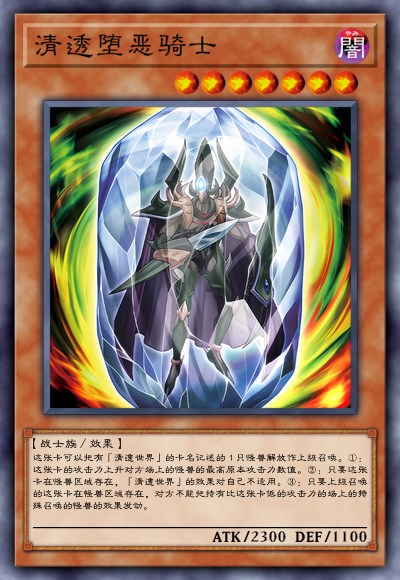 清透堕恶骑士
やみ
闇
【战士族／效果】
这张卡可以把有「清透世界」的卡名记述的1只怪兽解放作上级召唤。①：
这张卡的攻击力上升对方场上的怪兽的最高原本攻击力数值。②：只要这张
卡在怪兽区域存在，「清透世界」的效果对自己不适用。③：只要上级召唤
的这张卡在怪兽区域存在，对方不能把持有比这张卡低的攻击力的场上的特
殊召唤的怪兽的效果发动。
ATK/2300 DEF/1100